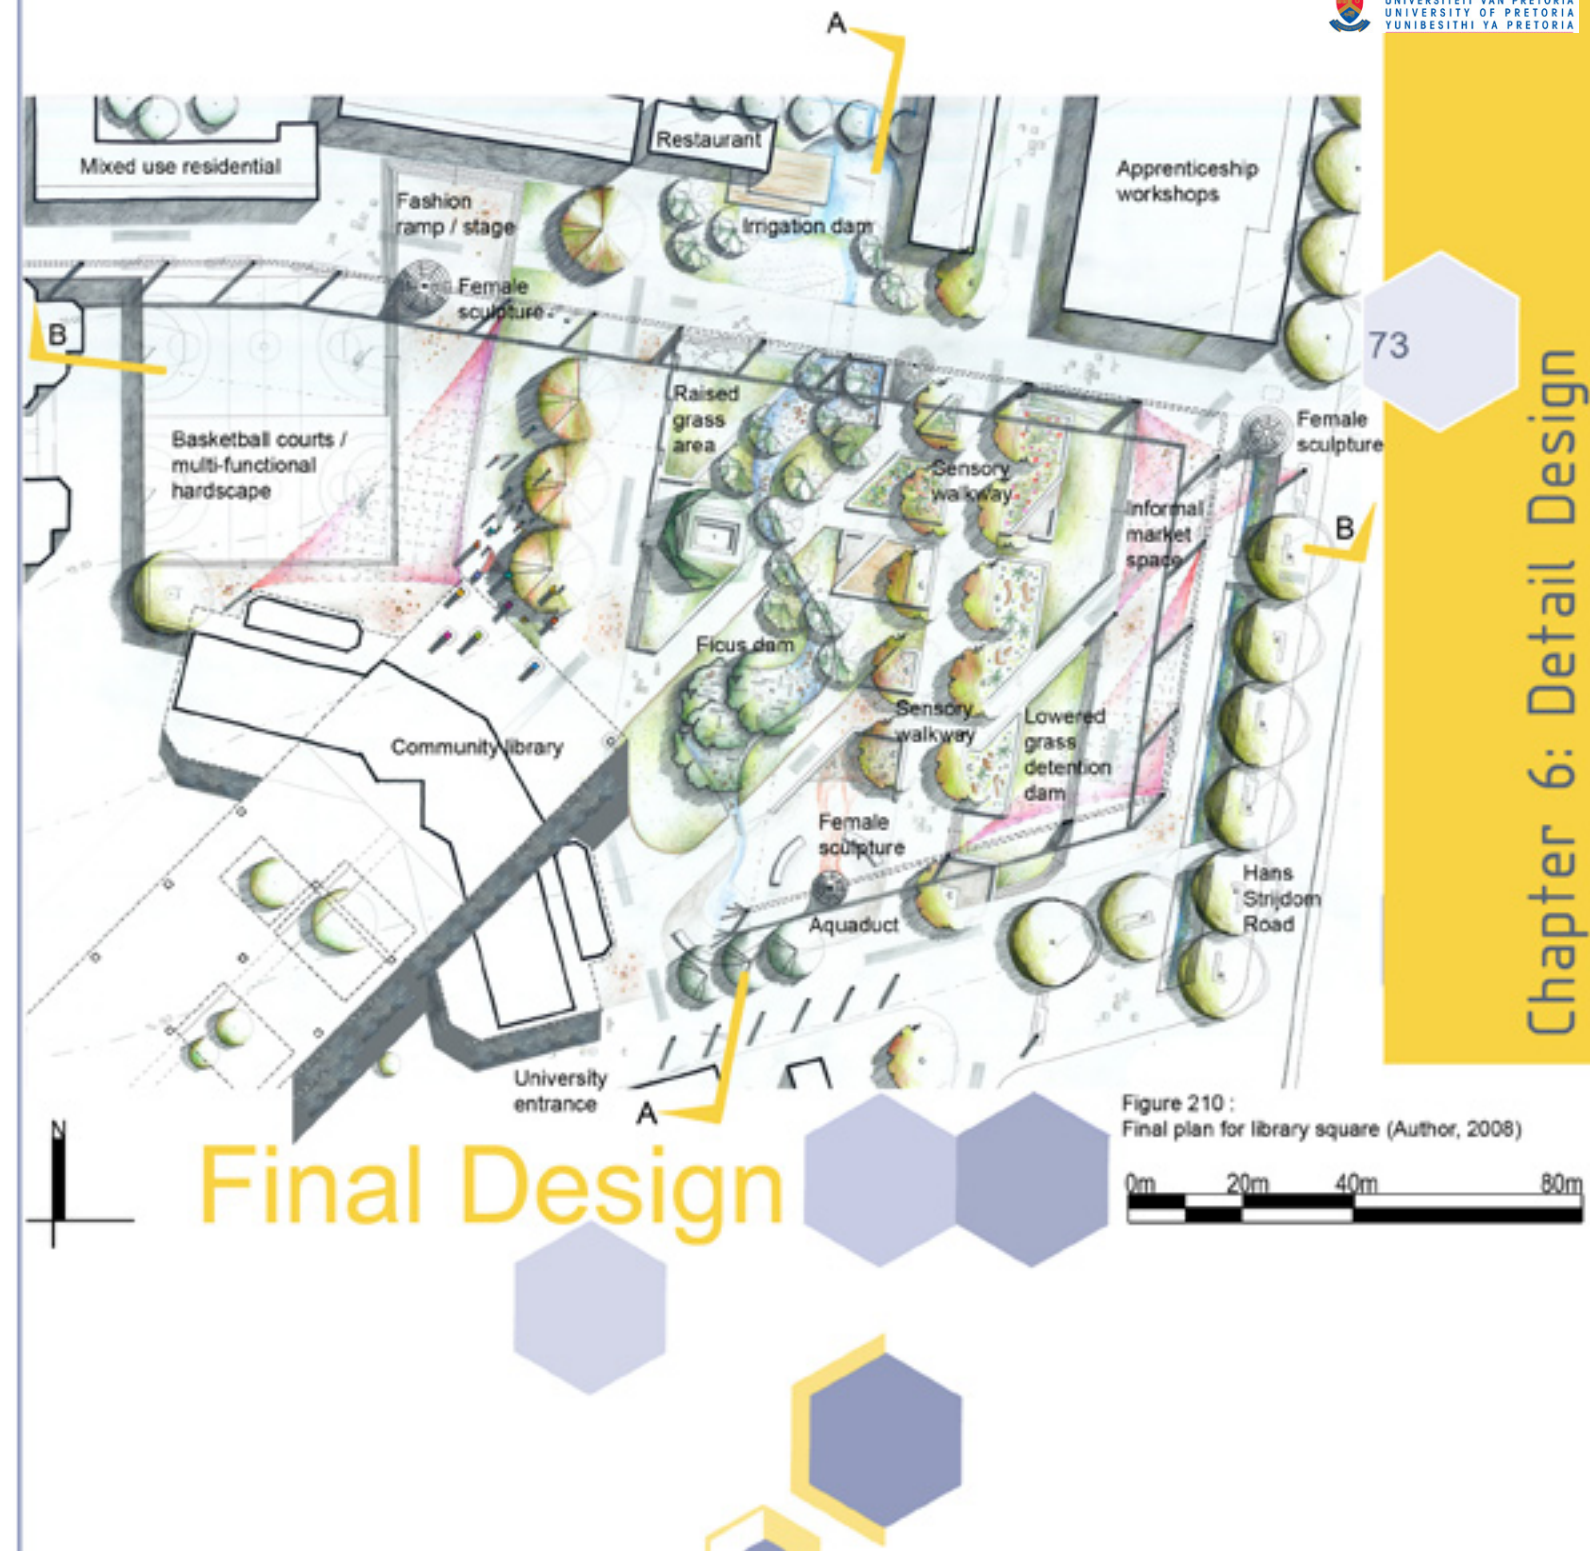 UNIVERSITEIT VAN PRETORIA
UNIVERSITY OF PRETORIA
YUNIBESITHI YA PRETORIA
A
Restaurant
Mixed use residential
Apprenticeship
workshops
Fashion
ramp / stage
Irrigation dam
Female
sculpture
B
73
Raised
grass
area
Female
sculpture
Basketball courts /
multi-functional
hardscape
Sensory
walkway
Informal
market
space
B
Ficus dam
Sensory
walkway
Lowered
grass
detention
dam
Community library
Female
sculpture
Hans
Strijdom
Road
Aquaduct
University
entrance
A
Chapter 6: Detail Design
Figure 210 :
Final plan for library square (Author, 2008)
N
Final Design
0m 20m 40m 80m